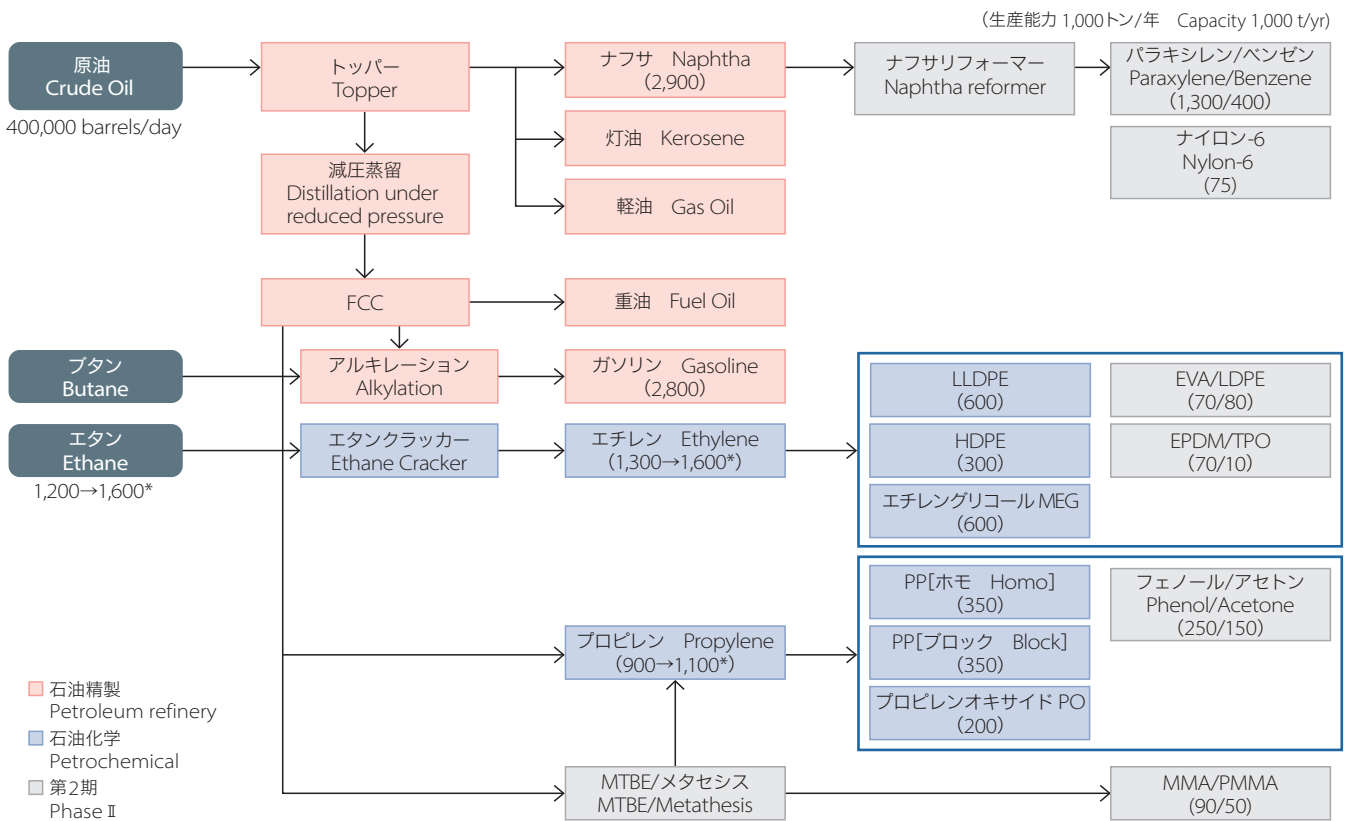 （生産能力 1,000トン/年　Capacity 1,000 t/yr)
原油
Crude Oil
400,000 barrels/day
トッパー
Topper
ナフサ　Naphtha
（2,900）
ナフサリフォーマー
Naphtha reformer
パラキシレン/ベンゼン
Paraxylene/Benzene
（1,300/400）
灯油　Kerosene
ナイロン-6
Nylon-6
（75）
減圧蒸留
Distillation under
reduced pressure
軽油　Gas Oil
FCC
重油　Fuel Oil
ブタン
Butane
アルキレーション
Alkylation
ガソリン　Gasoline
（2,800）
LLDPE
（600）
EVA/LDPE
（70/80）
エタン
Ethane
1,200→1,600*
エタンクラッカー
Ethane Cracker
エチレン　Ethylene
（1,300→1,600*）
HDPE
（300）
EPDM/TPO
（70/10）
エチレングリコール MEG
（600）
PP[ホモ　Homo]
（350）
フェノール/アセトン
Phenol/Acetone
（250/150）
プロピレン　Propylene
（900→1,100*）
PP[ブロック　Block]
（350）
プロピレンオキサイド PO
（200）
MTBE/メタセシス
MTBE/Metathesis
MMA/PMMA
（90/50）
石油精製
Petroleum refinery
石油化学
Petrochemical
第2期
Phase Ⅱ